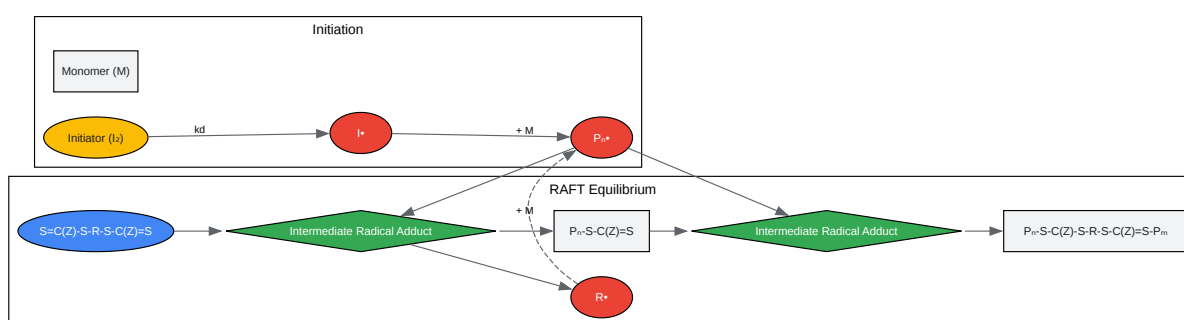 Initiation
Monomer (M)
Initiator (I₂)
kd
I•
+ M
Pₙ•
RAFT Equilibrium
+ M
S=C(Z)-S-R-S-C(Z)=S
Intermediate Radical Adduct
Pₙ-S-C(Z)=S
Intermediate Radical Adduct
Pₙ-S-C(Z)-S-R-S-C(Z)=S-Pₘ
R•